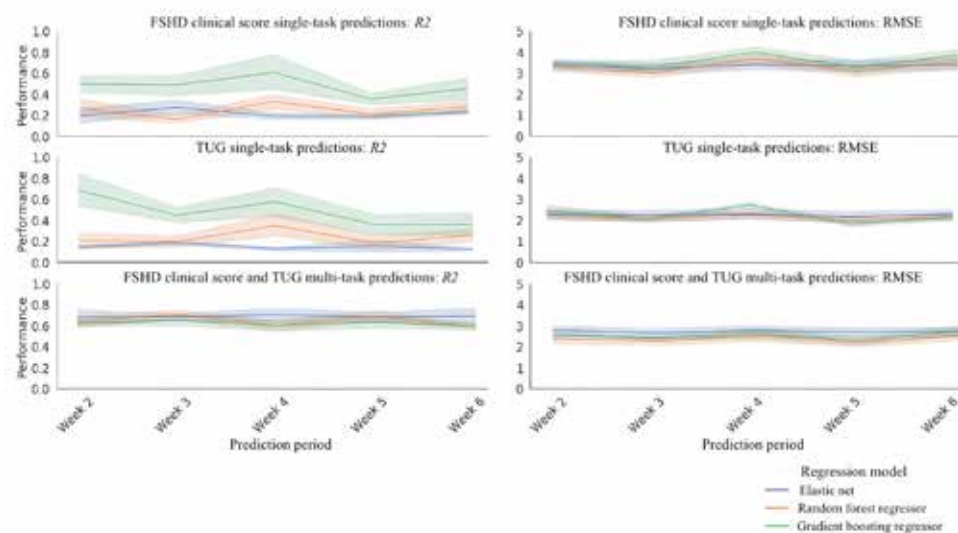 FSHD clinical score single-task predictions: R2
Performance
1.0
0.8
0.6
0.4
0.2
0.0
FSHD clinical score single-task predictions: RMSE
5
4
3
2
1
0
TUG single-task predictions: R2
Performance
1.0
0.8
0.6
0.4
0.2
0.0
TUG single-task predictions: RMSE
5
4
3
2
1
0
FSHD clinical score and TUG multi-task predictions: R2
Performance
1.0
0.8
0.6
0.4
0.2
0.0
Week 2
Week 3
Week 4
Week 5
Week 6
Prediction period
FSHD clinical score and TUG multi-task predictions: RMSE
5
4
3
2
1
0
Week 2
Week 3
Week 4
Week 5
Week 6
Prediction period
Regression model
Elastic net
Random forest regressor
Gradient boosting regressor